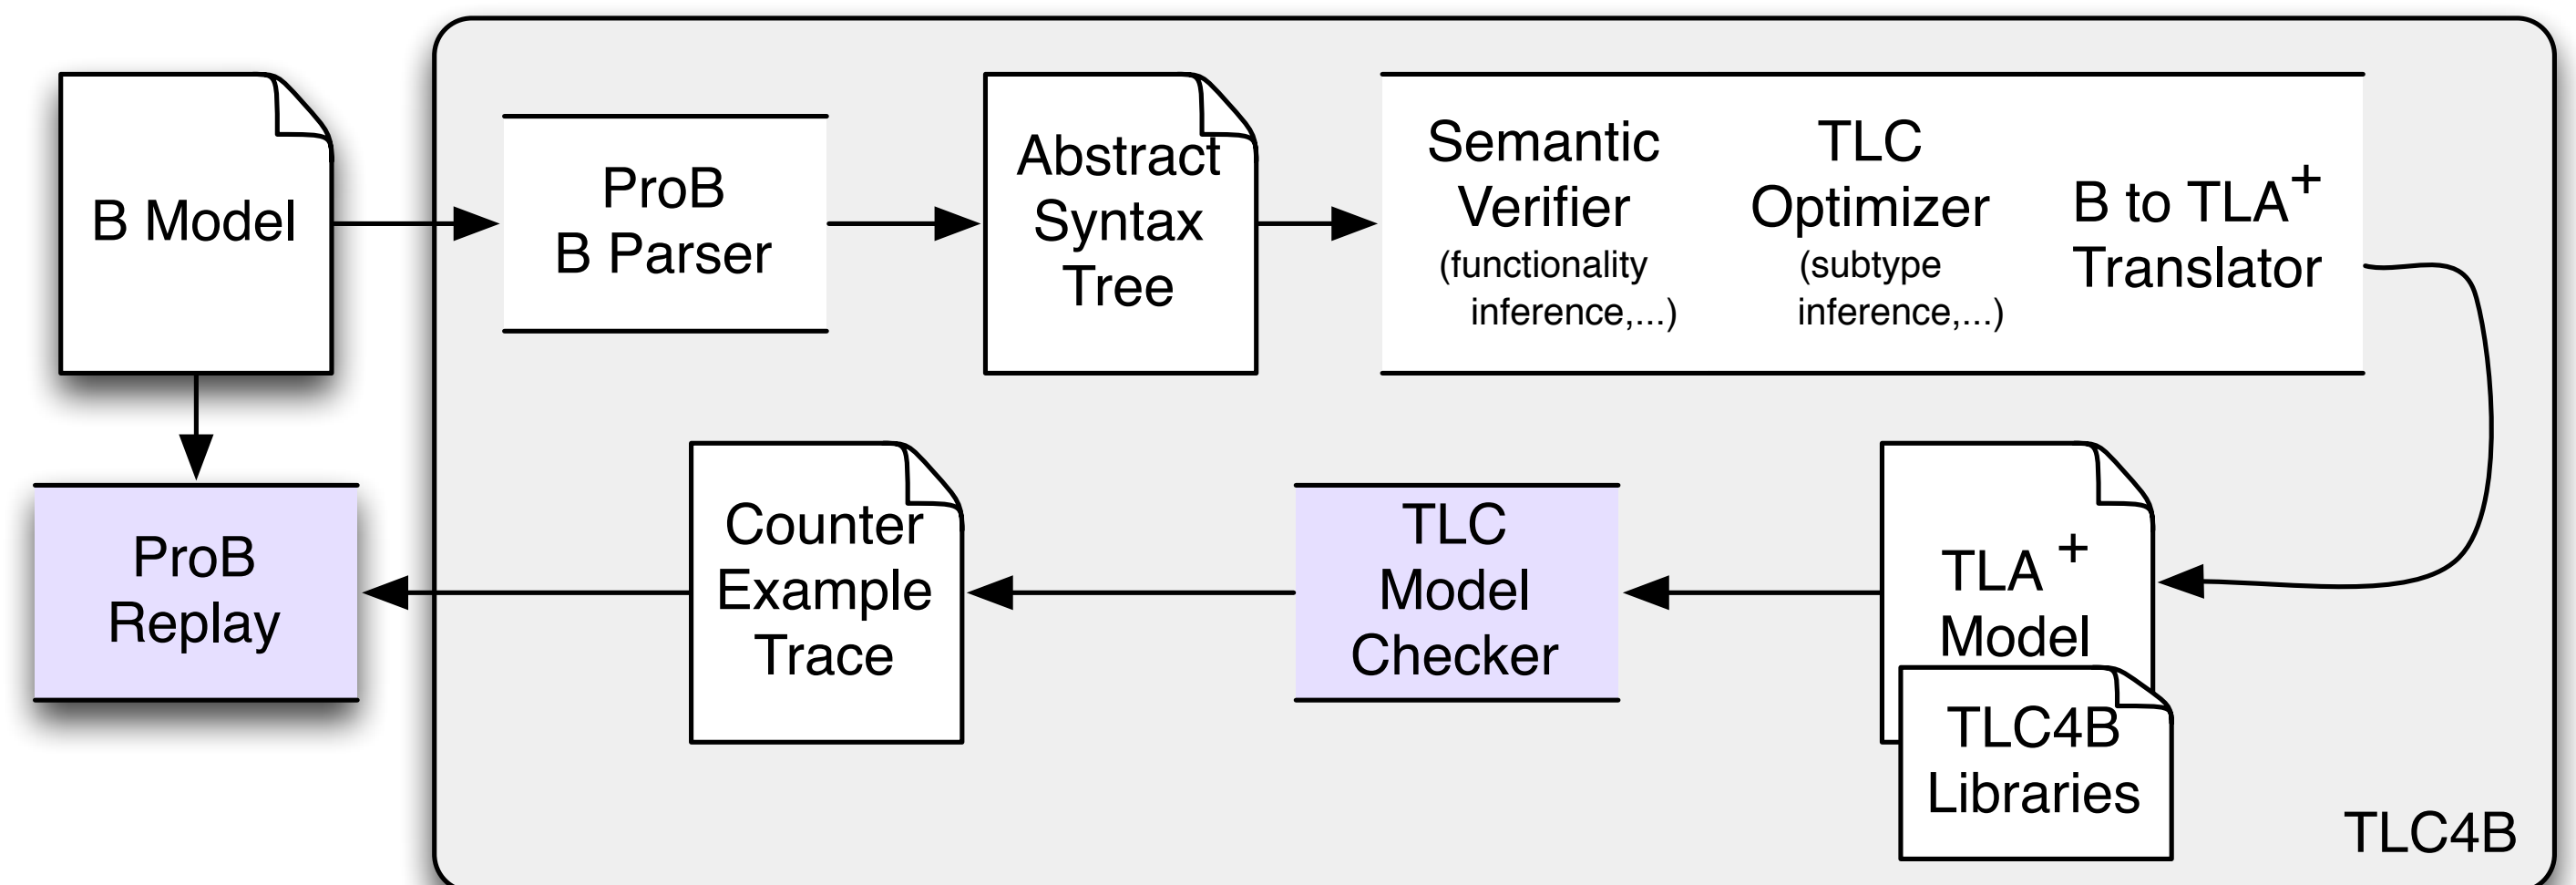 B Model
ProB
B Parser
Abstract
Syntax
Tree
Semantic
Verifier
(functionality
inference,...)
TLC
Optimizer
(subtype
inference,...)
B to TLA+
Translator
ProB
Replay
Counter
Example
Trace
TLC
Model
Checker
TLA +
Model
TLC4B
Libraries
TLC4B